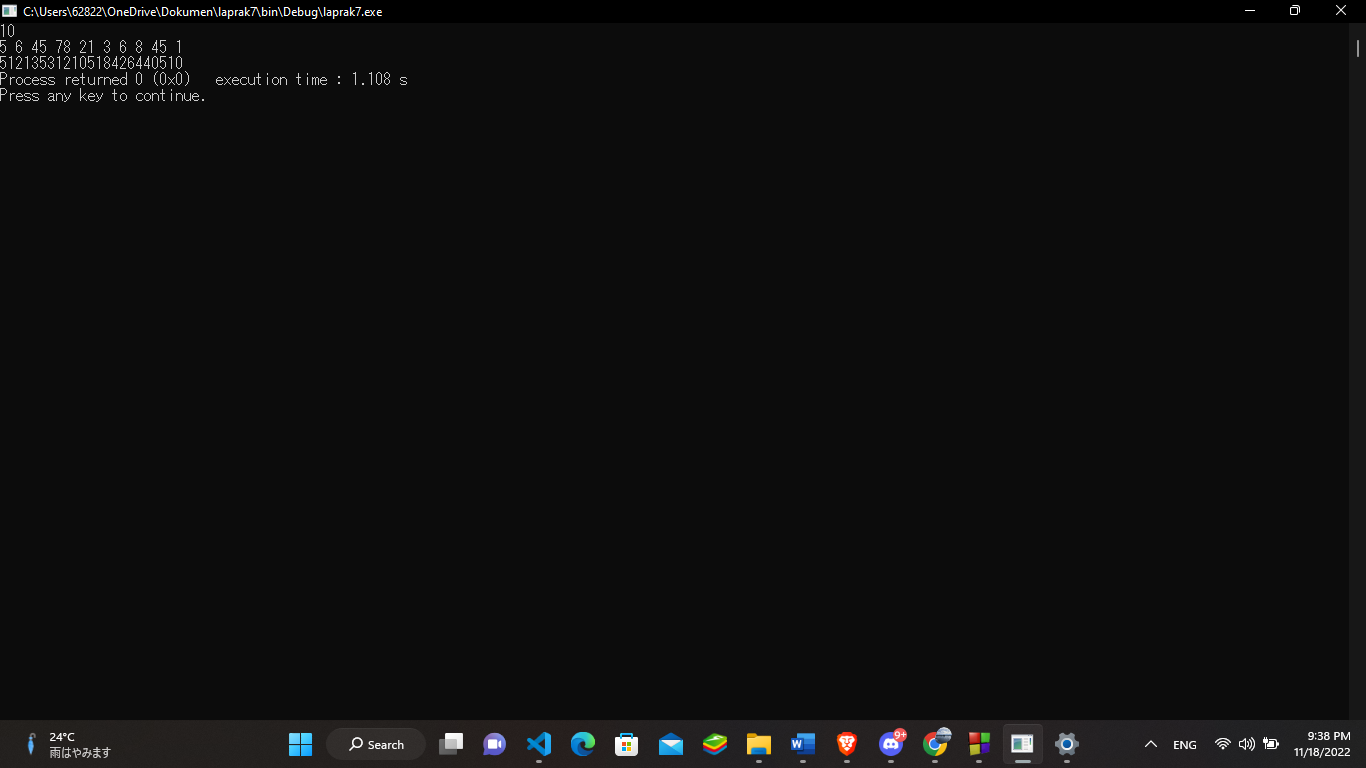 C:\Users\62822\OneDrive\Dokumen\laprak7\bin\Debug\laprak7.exe
10
5 6 45 78 21 3 6 8 45 1
51213531210518426440510
Process returned 0 (0x0)   execution time : 1.108 s
Press any key to continue.
24°C
雨はやみます
Search
9+
ENG
9:38 PM
11/18/2022